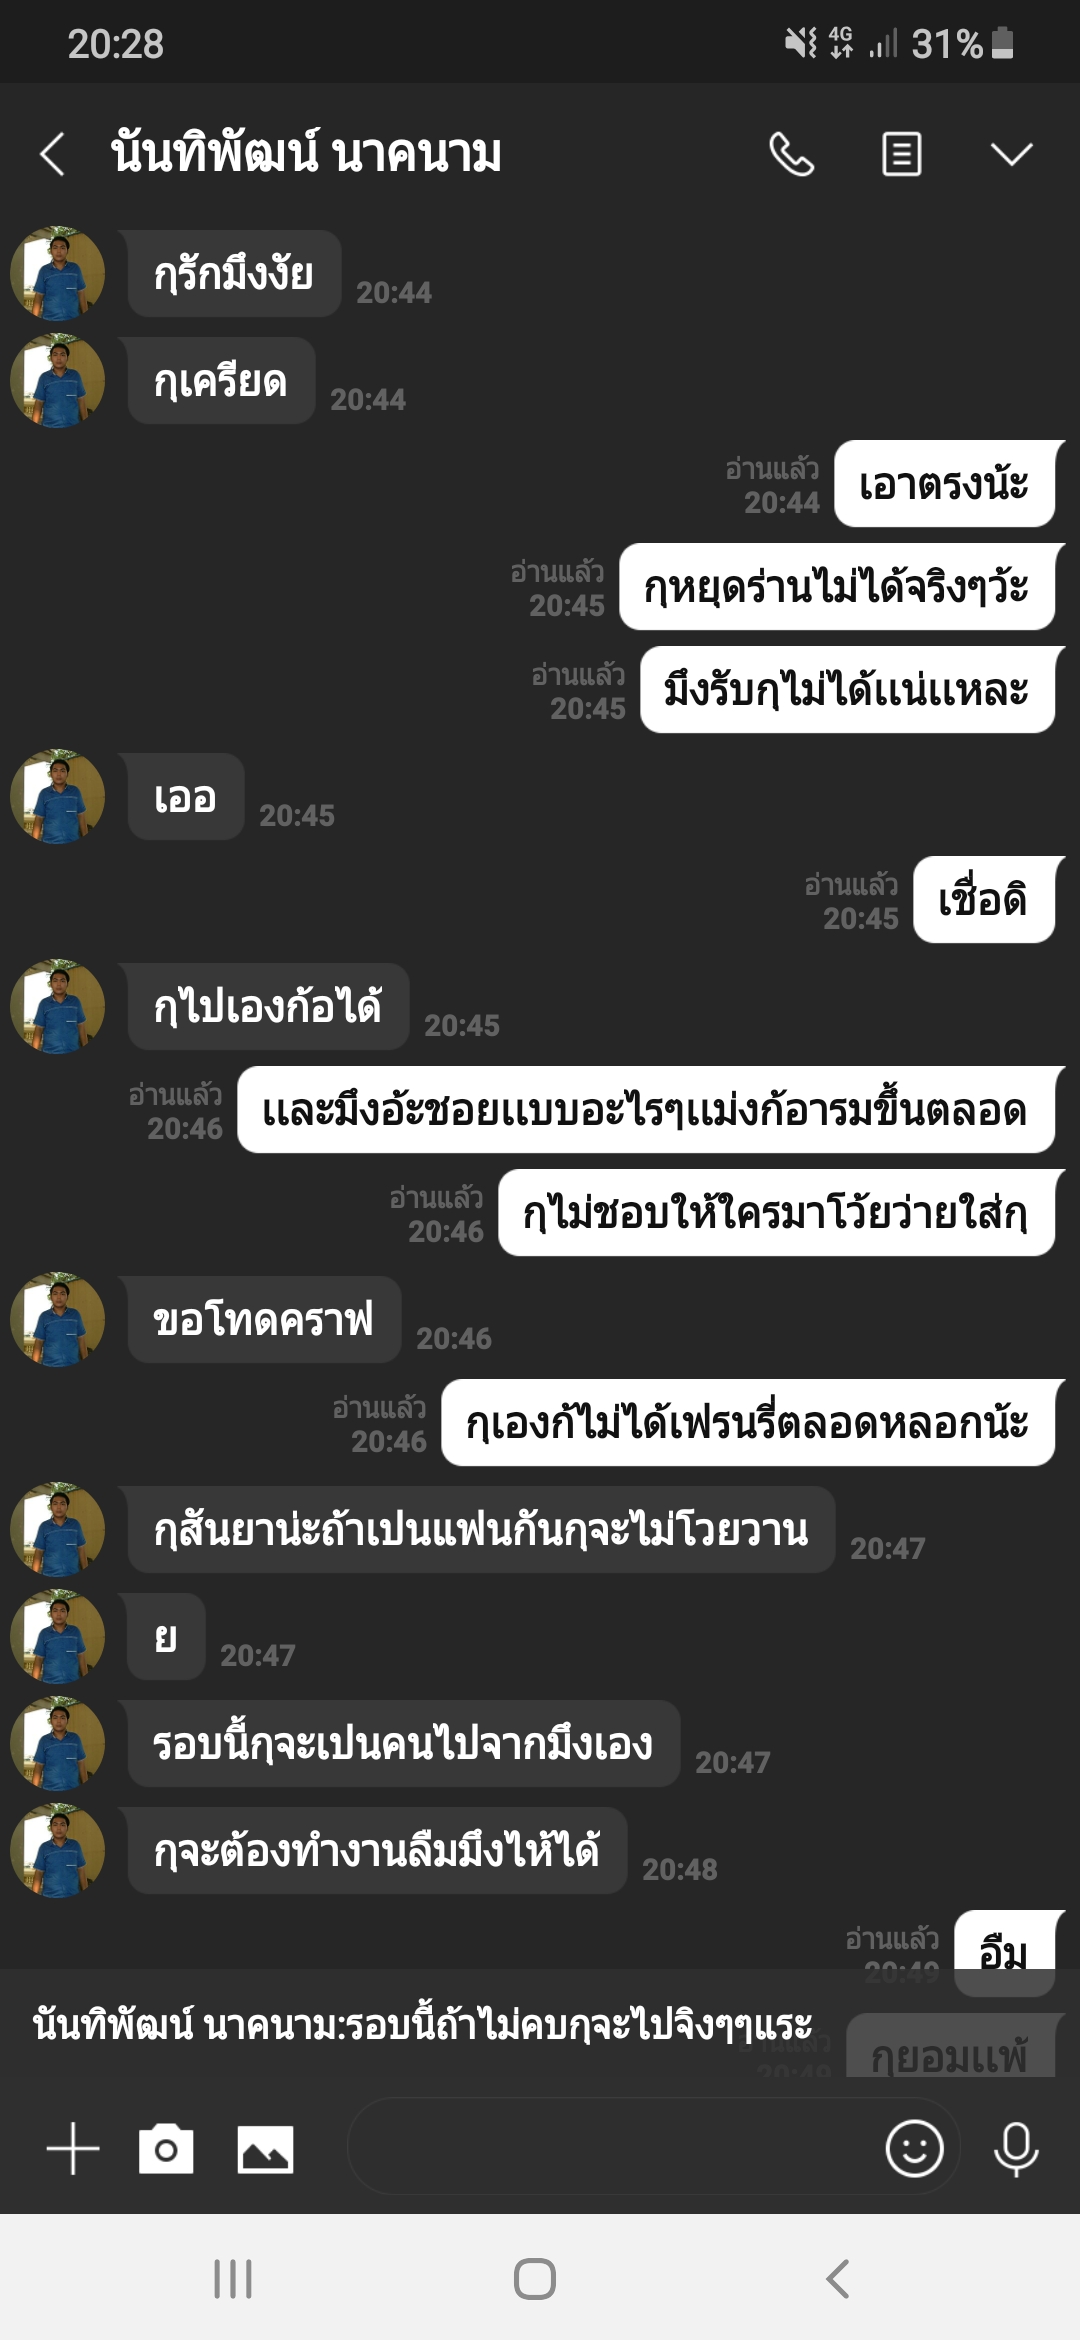 20:28
4G
31%
นันทิพัฒน์ นาคนาม
กุรักมึงงัย
20:44
กุเครียด
20:44
อ่านแล้ว
20:44
เอาตรงน้ะ
อ่านแล้ว
20:45
กุหยุดร่านไม่ได้จริงๆว้ะ
อ่านแล้ว
20:45
มึงรับกุไม่ได้แน่แหละ
เออ
20:45
อ่านแล้ว
20:45
เชื่อดิ
กุไปเองก้อได้
20:45
อ่านแล้ว
20:46
และมึงอ้ะชอยแบบอะไรๆแม่งก้อารมขึ้นตลอด
อ่านแล้ว
20:46
กุไม่ชอบให้ใครมาโว้ยว่ายใส่กุ
ขอโทดคราฟ
20:46
อ่านแล้ว
20:46
กุเองก้ไม่ได้เฟรนรี่ตลอดหลอกน้ะ
กุสันยาน่ะถ้าเปนแฟนกันกุจะไม่โวยวาน
20:47
ย
20:47
รอบนี้กุจะเปนคนไปจากมึงเอง
20:47
กุจะต้องทำงานลืมมึงไห้ได้
20:48
อ่านแล้ว
20:49
อืม
นันทิพัฒน์ นาคนาม:รอบนี้ถ้าไม่คบกุจะไปจิงๆๆแระ
อ่านแล้ว
20:49
กุยอมแพ้